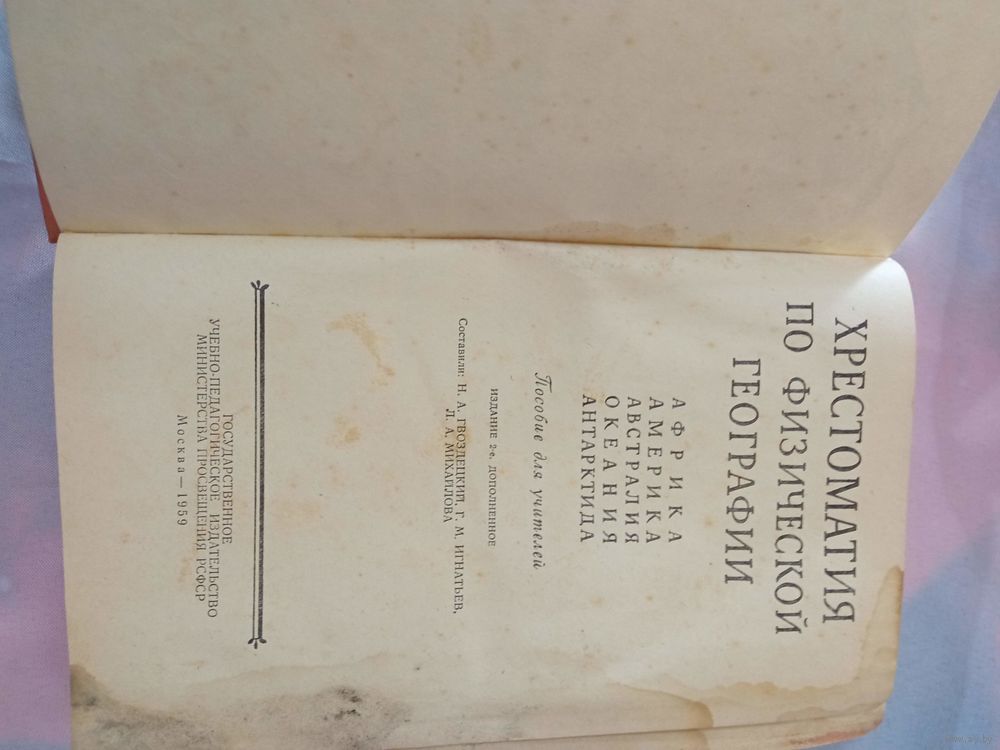 ХРЕСТОМАТИЯ
ПО ФИЗИЧЕСКОЙ
ГЕОГРАФИИ
АФРИКА
АМЕРИКА
АВСТРАЛИЯ
ОКЕАНИЯ
АНТАРКТИДА
Пособие для учителей
ИЗДАНИЕ 2-е, ДОПОЛНЕННОЕ
Составили: Н. А. ГВОЗДЕЦКИЙ, Г. М. ИГНАТЬЕВ,
Л. А. МИХАЙЛОВА
ГОСУДАРСТВЕННОЕ
УЧЕБНО-ПЕДАГОГИЧЕСКОЕ ИЗДАТЕЛЬСТВО
МИНИСТЕРСТВА ПРОСВЕЩЕНИЯ РСФСР
Москва — 1959